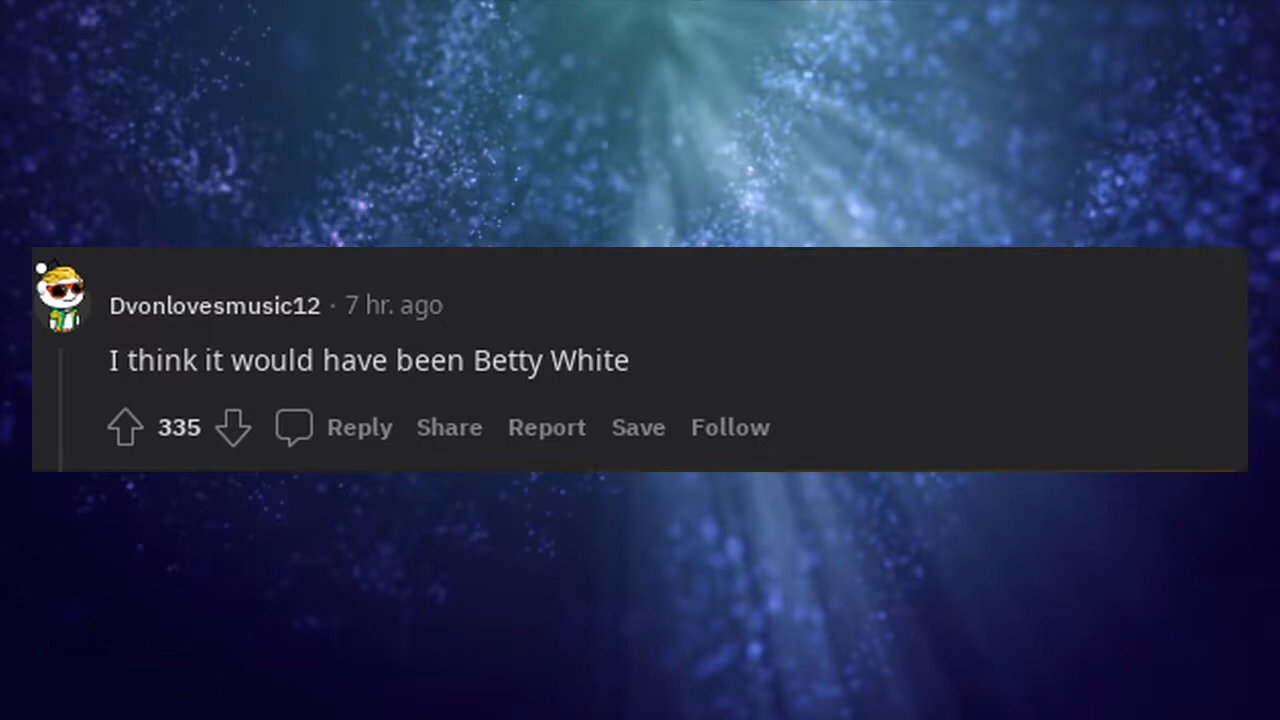 Dvonlovesmusic12 · 7 hr. ago
I think it would have been Betty White
335 Reply Share Report Save Follow